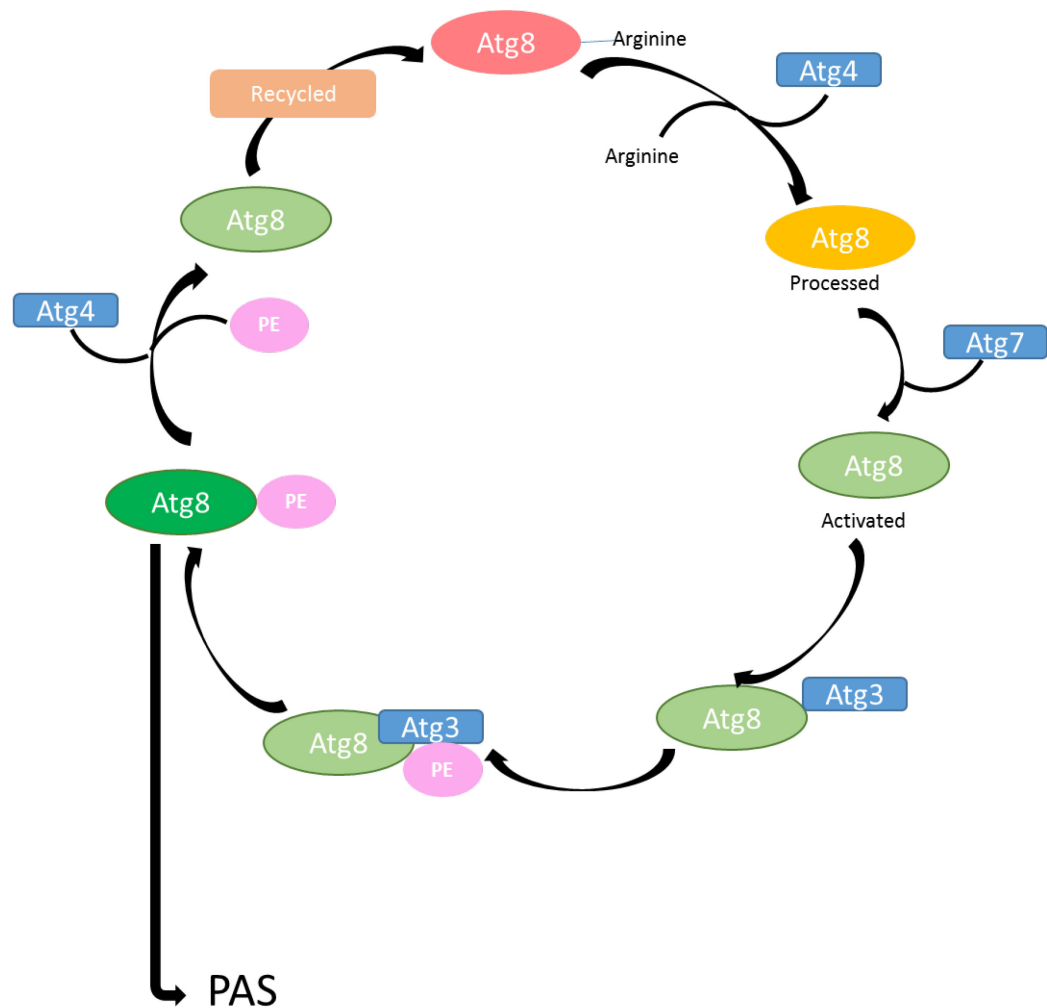 Atg8
Arginine
Atg4
Arginine
Atg8
Processed
Atg7
Atg8
Activated
Atg3
Atg8
Atg3
Atg8
PE
Atg8
PE
PAS
Atg4
PE
Atg8
Recycled